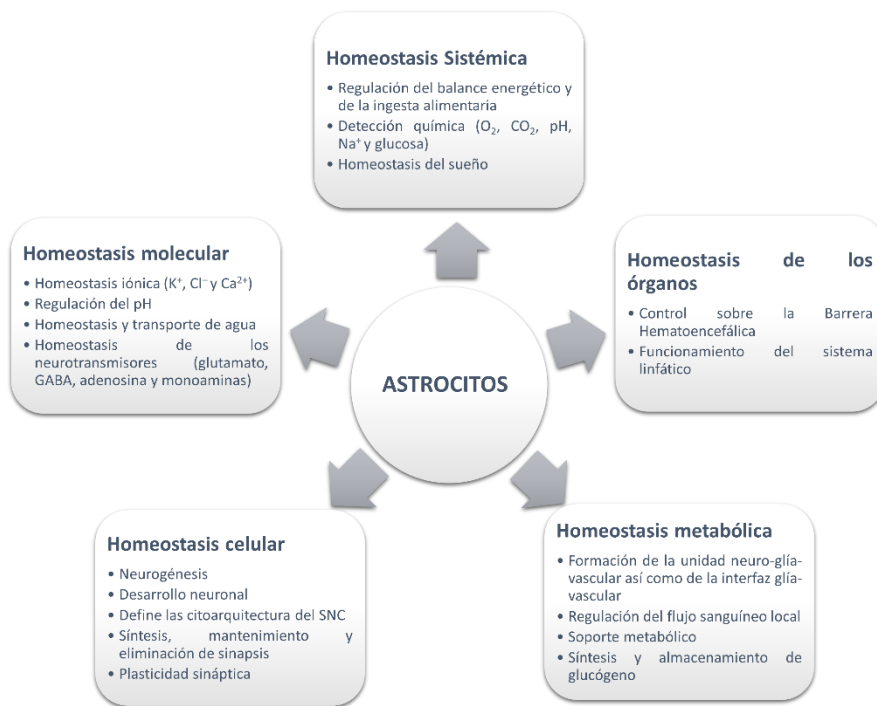 Homeostasis Sistémica
• Regulación del balance energético y
de la ingesta alimentaria
• Detección química (O₂, CO₂, pH,
Na⁺ y glucosa)
• Homeostasis del sueño
Homeostasis molecular
• Homeostasis iónica (K⁺, Cl⁻ y Ca²⁺)
• Regulación del pH
• Homeostasis y transporte de agua
• Homeostasis de los
neurotransmisores (glutamato,
GABA, adenosina y monoaminas)
Homeostasis de los
órganos
• Control sobre la Barrera
Hematoencefálica
• Funcionamiento del sistema
linfático
ASTROCITOS
Homeostasis celular
• Neurogénesis
• Desarrollo neuronal
• Define las citoarquitectura del SNC
• Síntesis, mantenimiento y
eliminación de sinapsis
• Plasticidad sináptica
Homeostasis metabólica
• Formación de la unidad neuro-glía-
vascular así como de la interfaz glía-
vascular
• Regulación del flujo sanguíneo local
• Soporte metabólico
• Síntesis y almacenamiento de
glucógeno